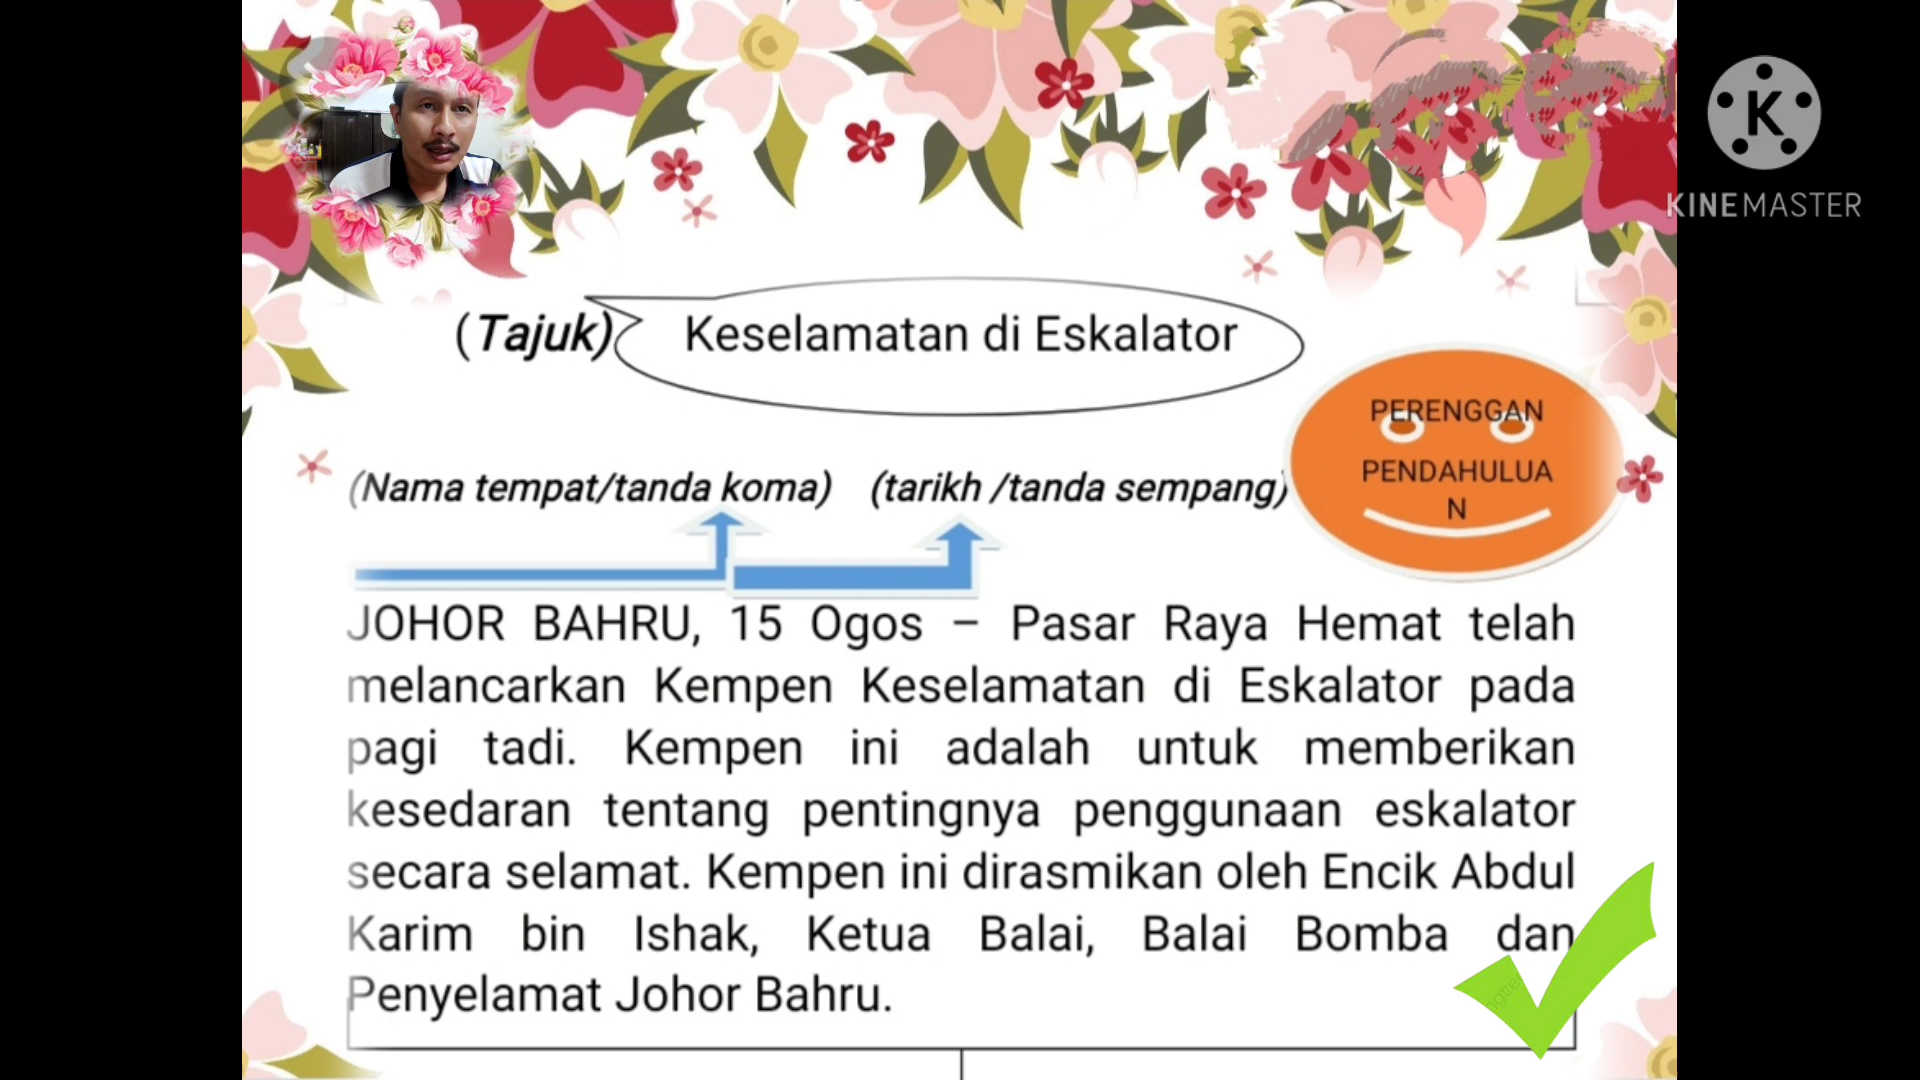 K
KINEMASTER
(Tajuk)
Keselamatan di Eskalator
PERENGGAN
PENDAHULUA
N
(Nama tempat/tanda koma) (tarikh /tanda sempang)
JOHOR BAHRU, 15 Ogos – Pasar Raya Hemat telah
melancarkan Kempen Keselamatan di Eskalator pada
pagi tadi. Kempen ini adalah untuk memberikan
kesedaran tentang pentingnya penggunaan eskalator
secara selamat. Kempen ini dirasmikan oleh Encik Abdul
Karim bin Ishak, Ketua Balai, Balai Bomba dan
Penyelamat Johor Bahru.